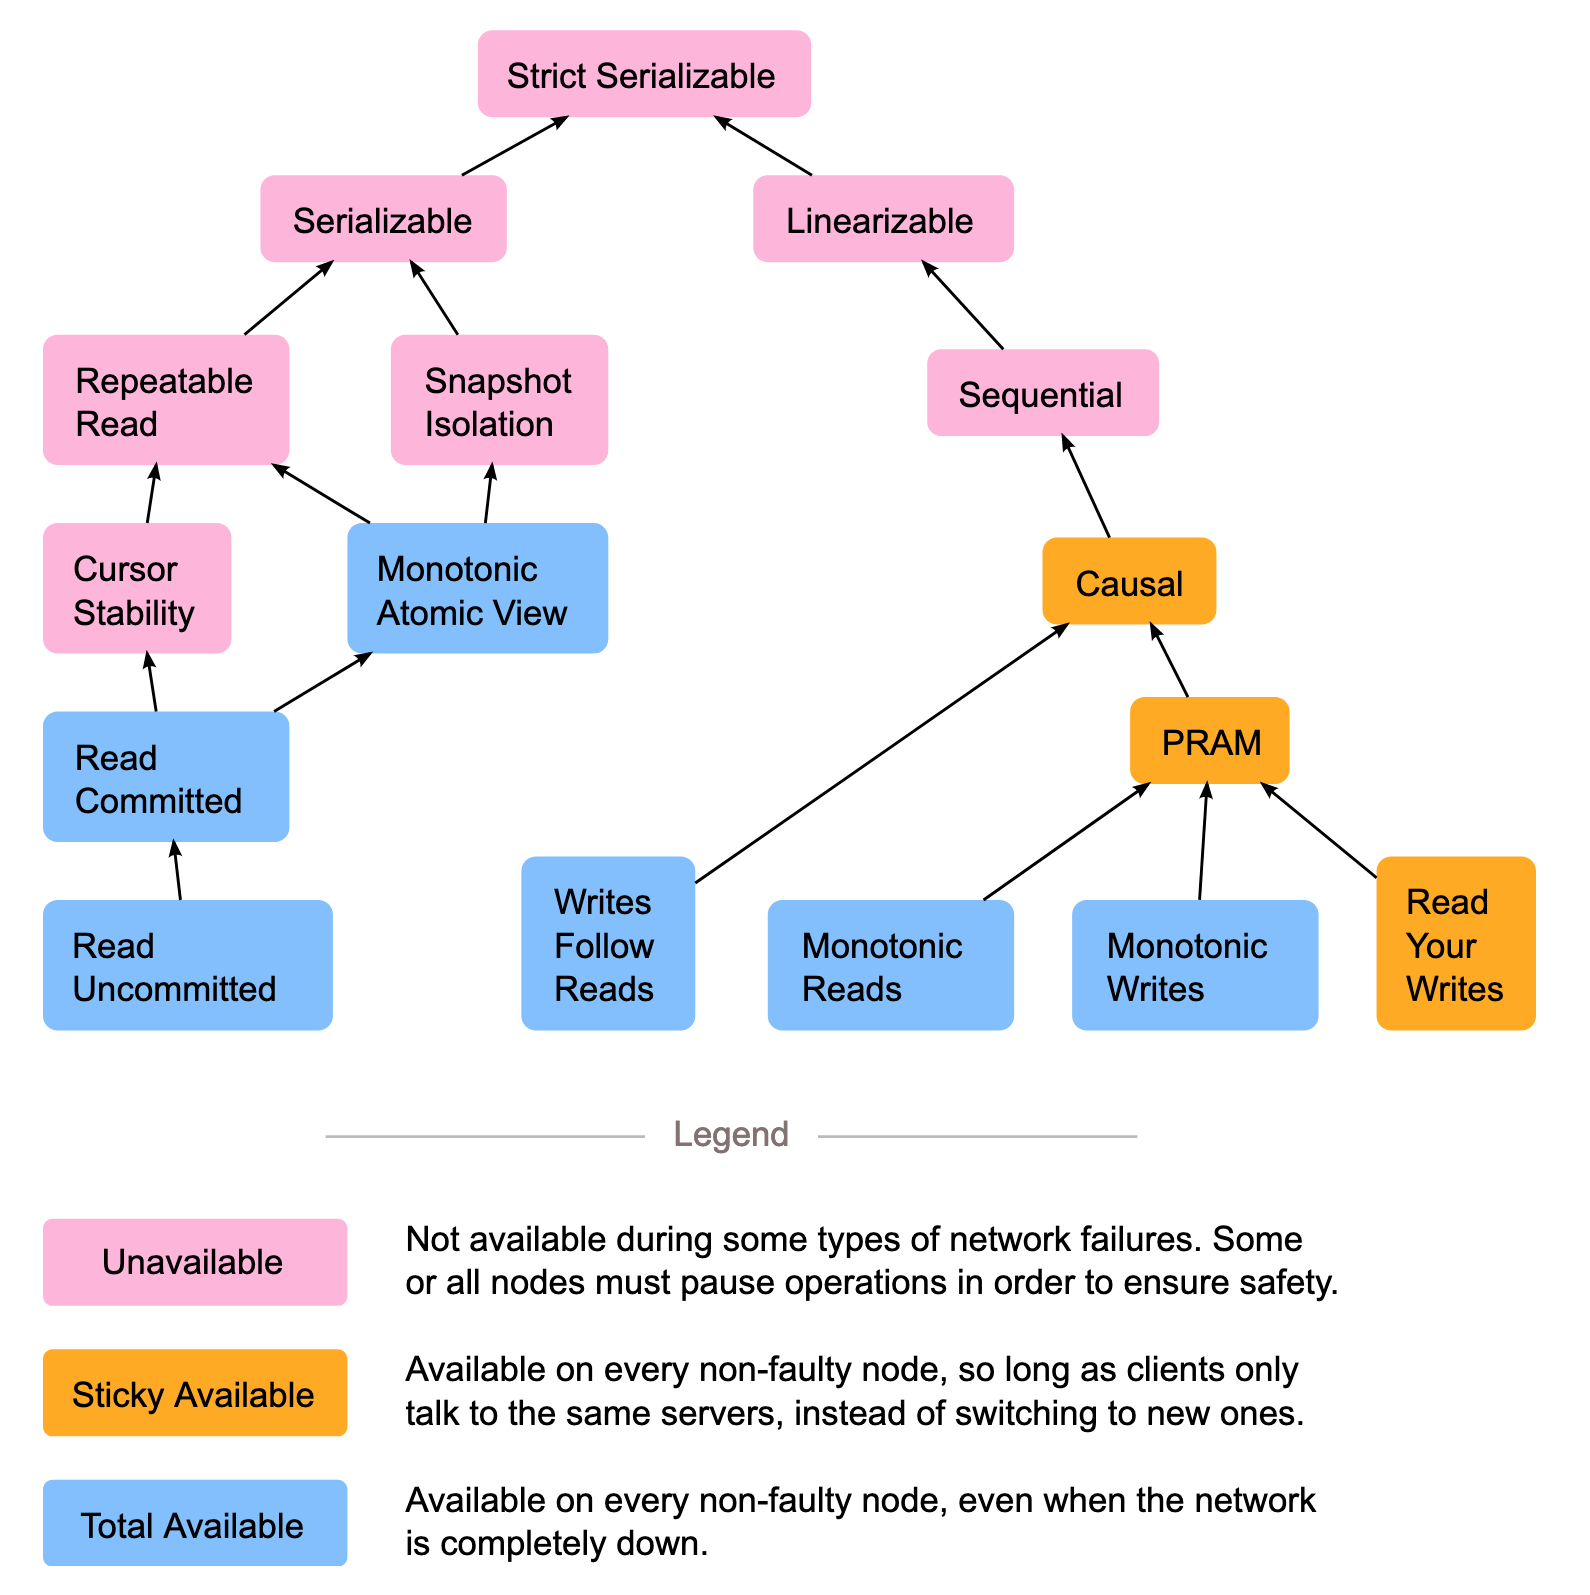 Strict Serializable
Serializable
Linearizable
Repeatable
Read
Snapshot
Isolation
Sequential
Cursor
Stability
Monotonic
Atomic View
Causal
Read
Committed
PRAM
Read
Uncommitted
Writes
Follow
Reads
Monotonic
Reads
Monotonic
Writes
Read
Your
Writes
Legend
Unavailable
Not available during some types of network failures. Some
or all nodes must pause operations in order to ensure safety.
Sticky Available
Available on every non-faulty node, so long as clients only
talk to the same servers, instead of switching to new ones.
Total Available
Available on every non-faulty node, even when the network
is completely down.